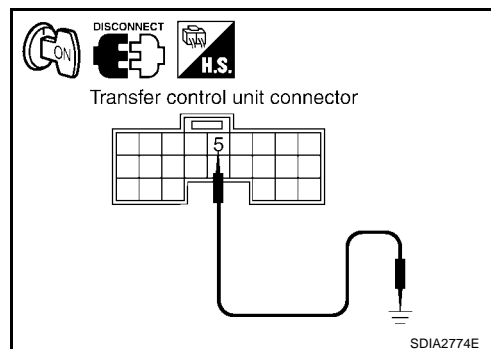 ON
DISCONNECT
H.S.
Transfer control unit connector
5
SDIA2774E